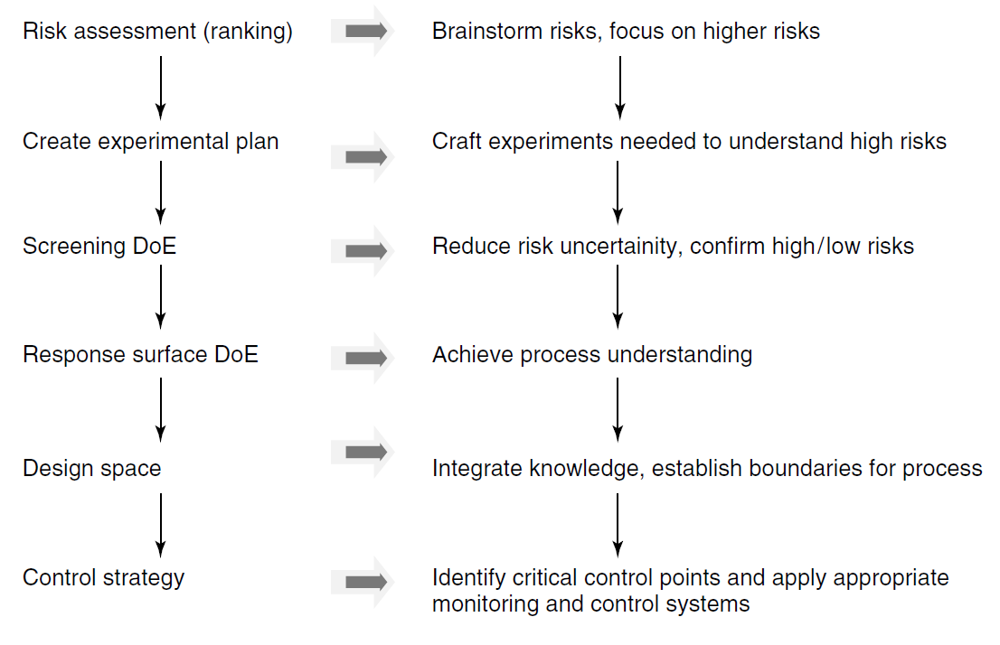 Risk assessment (ranking)
Brainstorm risks, focus on higher risks
Create experimental plan
Craft experiments needed to understand high risks
Screening DoE
Reduce risk uncertainity, confirm high/low risks
Response surface DoE
Achieve process understanding
Design space
Integrate knowledge, establish boundaries for process
Control strategy
Identify critical control points and apply appropriate
monitoring and control systems